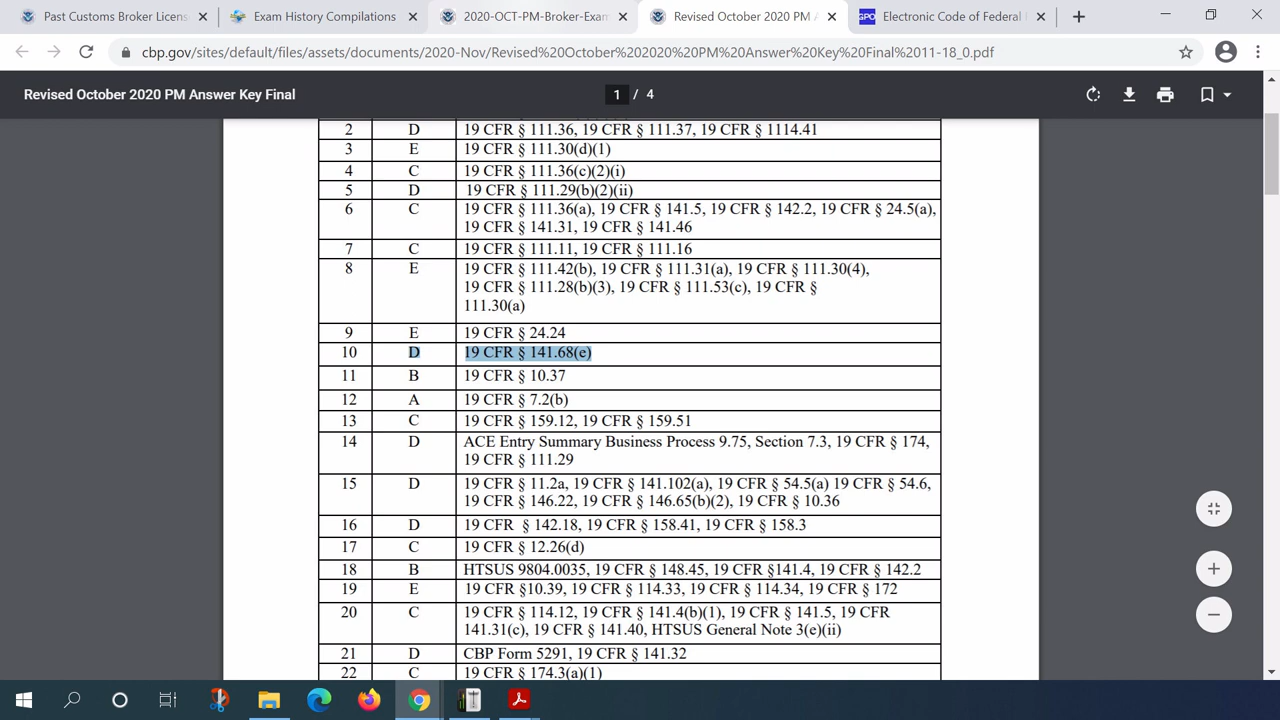 Past Customs Broker Licens
Exam History Compilations
2020-OCT-PM-Broker-Exam
Revised October 2020 PM A
GPO Electronic Code of Federal
cbp.gov/sites/default/files/assets/documents/2020-Nov/Revised%20October%202020%20PM%20Answer%20Key%20Final%2011-18_0.pdf
Revised October 2020 PM Answer Key Final
1 / 4
2 D 19 CFR § 111.36, 19 CFR § 111.37, 19 CFR § 1114.41
3 E 19 CFR § 111.30(d)(1)
4 C 19 CFR § 111.36(c)(2)(i)
5 D 19 CFR § 111.29(b)(2)(ii)
6 C 19 CFR § 111.36(a), 19 CFR § 141.5, 19 CFR § 142.2, 19 CFR § 24.5(a),
19 CFR § 141.31, 19 CFR § 141.46
7 C 19 CFR § 111.11, 19 CFR § 111.16
8 E 19 CFR § 111.42(b), 19 CFR § 111.31(a), 19 CFR § 111.30(4),
19 CFR § 111.28(b)(3), 19 CFR § 111.53(c), 19 CFR §
111.30(a)
9 E 19 CFR § 24.24
10 D 19 CFR § 141.68(e)
11 B 19 CFR § 10.37
12 A 19 CFR § 7.2(b)
13 C 19 CFR § 159.12, 19 CFR § 159.51
14 D ACE Entry Summary Business Process 9.75, Section 7.3, 19 CFR § 174,
19 CFR § 111.29
15 D 19 CFR § 11.2a, 19 CFR § 141.102(a), 19 CFR § 54.5(a) 19 CFR § 54.6,
19 CFR § 146.22, 19 CFR § 146.65(b)(2), 19 CFR § 10.36
16 D 19 CFR § 142.18, 19 CFR § 158.41, 19 CFR § 158.3
17 C 19 CFR § 12.26(d)
18 B HTSUS 9804.0035, 19 CFR § 148.45, 19 CFR §141.4, 19 CFR § 142.2
19 E 19 CFR §10.39, 19 CFR § 114.33, 19 CFR § 114.34, 19 CFR § 172
20 C 19 CFR § 114.12, 19 CFR § 141.4(b)(1), 19 CFR § 141.5, 19 CFR
141.31(c), 19 CFR § 141.40, HTSUS General Note 3(e)(ii)
21 D CBP Form 5291, 19 CFR § 141.32
22 C 19 CFR § 174.3(a)(1)